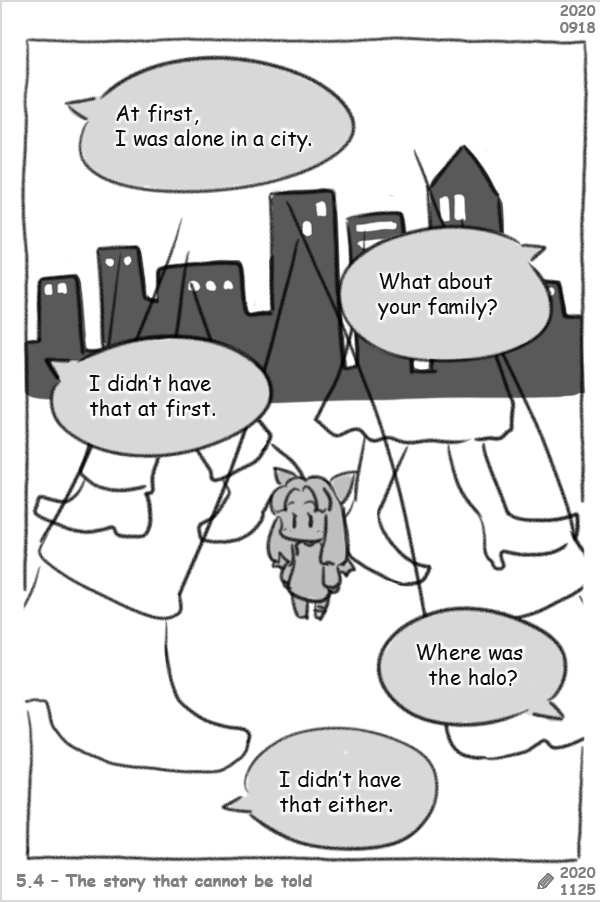 2020
0918
At first,
I was alone in a city.
What about
your family?
I didn't have
that at first.
Where was
the halo?
I didn't have
that either.
5.4 – The story that cannot be told
2020
1125